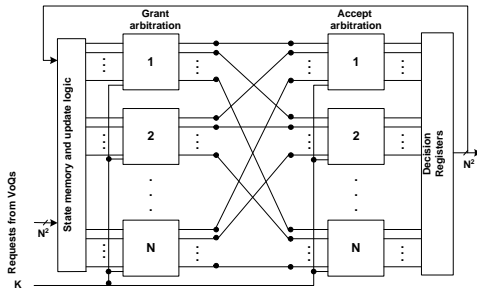 Grant
arbitration
Accept
arbitration
State memory and update logic
1
1
2
2
N
N
Decision
Registers
N²
Requests from VoQs
N²
K